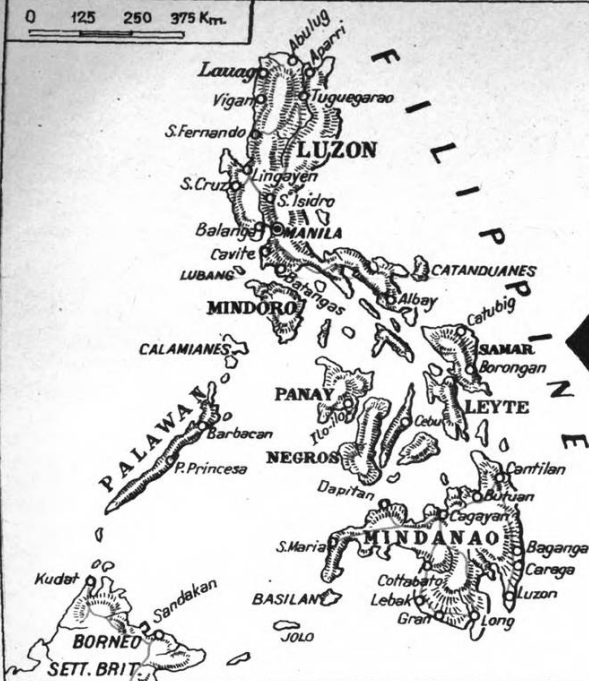 0 125 250 375 Km.
FILIPPINE
Abulug
Aparri
Lauag
Vigan
Tuguegarao
S.Fernando
LUZON
Lingayen
S.Cruz
S.Isidro
Balanga
MANILA
Cavite
LUBANG
Batangas
CATANDUANES
Albay
MINDORO
Catubig
CALAMIANES
SAMAR
Borongan
PANAY
LEYTE
Ilo-ilo
Cebu
PALAWAN
Barbacan
NEGROS
P.Princesa
Cantilan
Dapitan
Butuan
Cagayan
MINDANAO
S.Maria
Baganga
Carega
Cottabato
Kudat
BASILAN
Lebak
Luzon
Sandakan
Gran
Long
JOLO
BORNEO
SETT. BRIT.